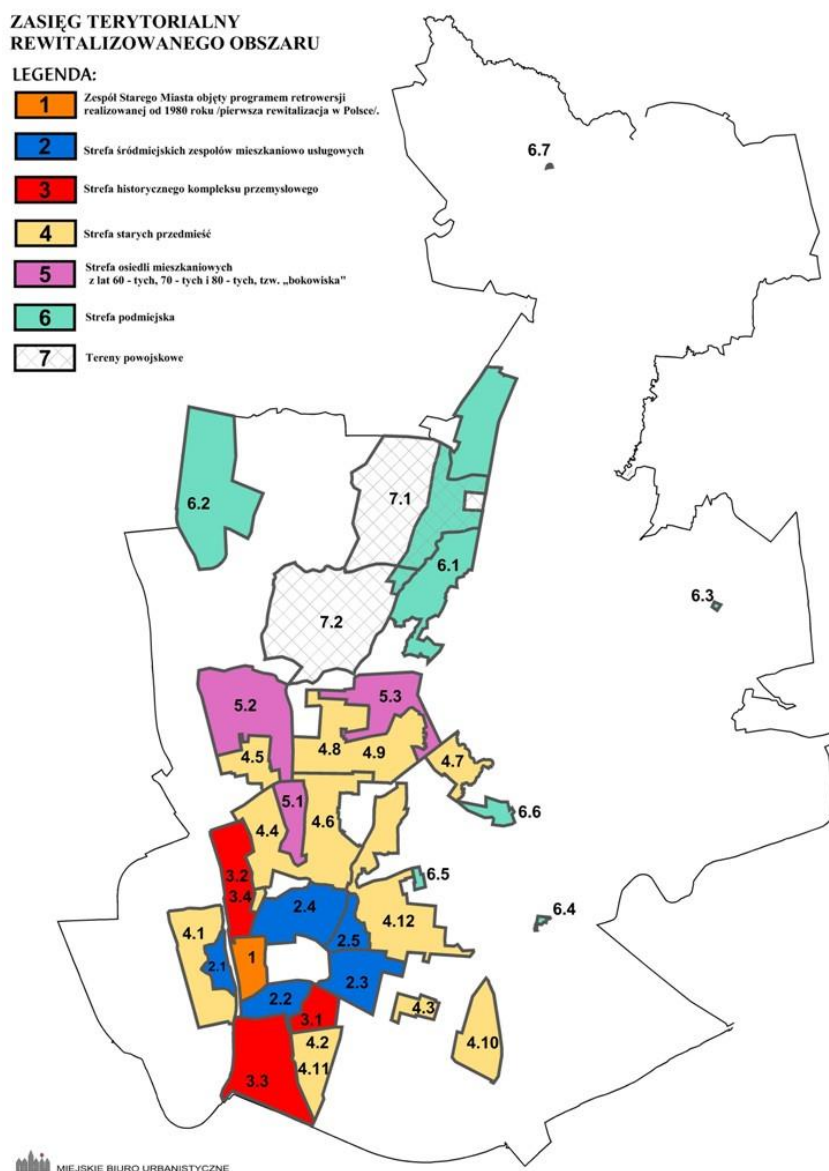 ZASIĘG TERYTORIALNY
REWITALIZOWANEGO OBSZARU
LEGENDA:
1 Zespół Starego Miasta objęty programem retrowersji
realizowanej od 1980 roku /pierwsza rewitalizacja w Polsce/.
2 Strefa śródmiejskich zespołów mieszkaniowo usługowych
3 Strefa historycznego kompleksu przemysłowego
4 Strefa starych przedmieść
5 Strefa osiedli mieszkaniowych
z lat 60 - tych, 70 - tych i 80 - tych, tzw. „bokowiska"
6 Strefa podmiejska
7 Tereny powojskowe
6.7
7.1
6.2
6.1
6.3
7.2
5.3
5.2
4.8
4.9
4.5
4.7
5.1
4.6
6.6
4.4
3.2
6.5
3.4
2.4
6.4
4.12
4.1
2.5
1
2.1
2.3
2.2
4.3
3.1
4.2
4.10
4.11
3.3
MIEJSKIE BIURO URBANISTYCZNE